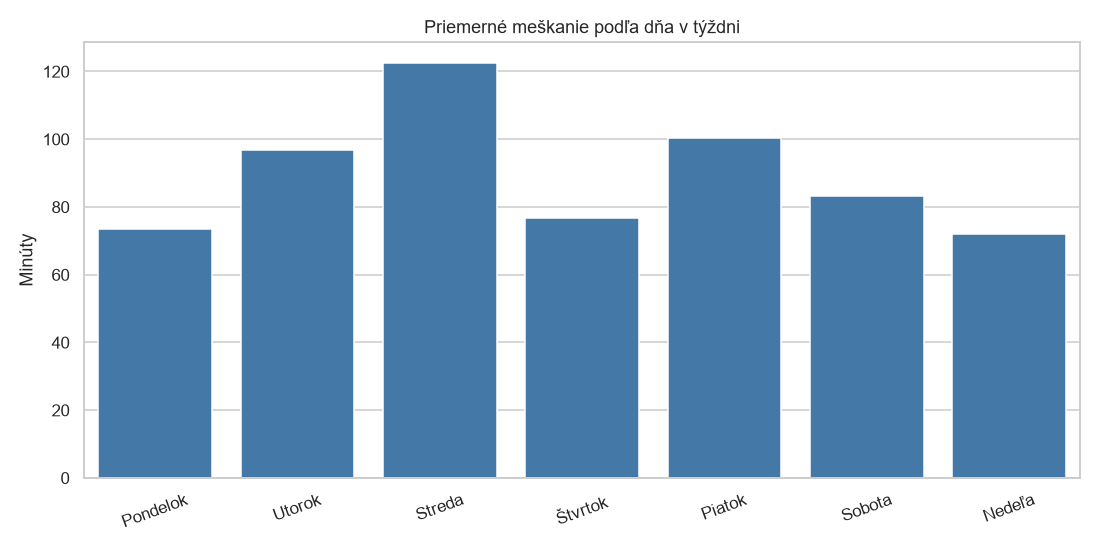 Priemerné meškanie podľa dňa v týždni
Minúty
120
100
80
60
40
20
0
Pondelok
Utorok
Streda
Štvrtok
Piatok
Sobota
Nedeľa